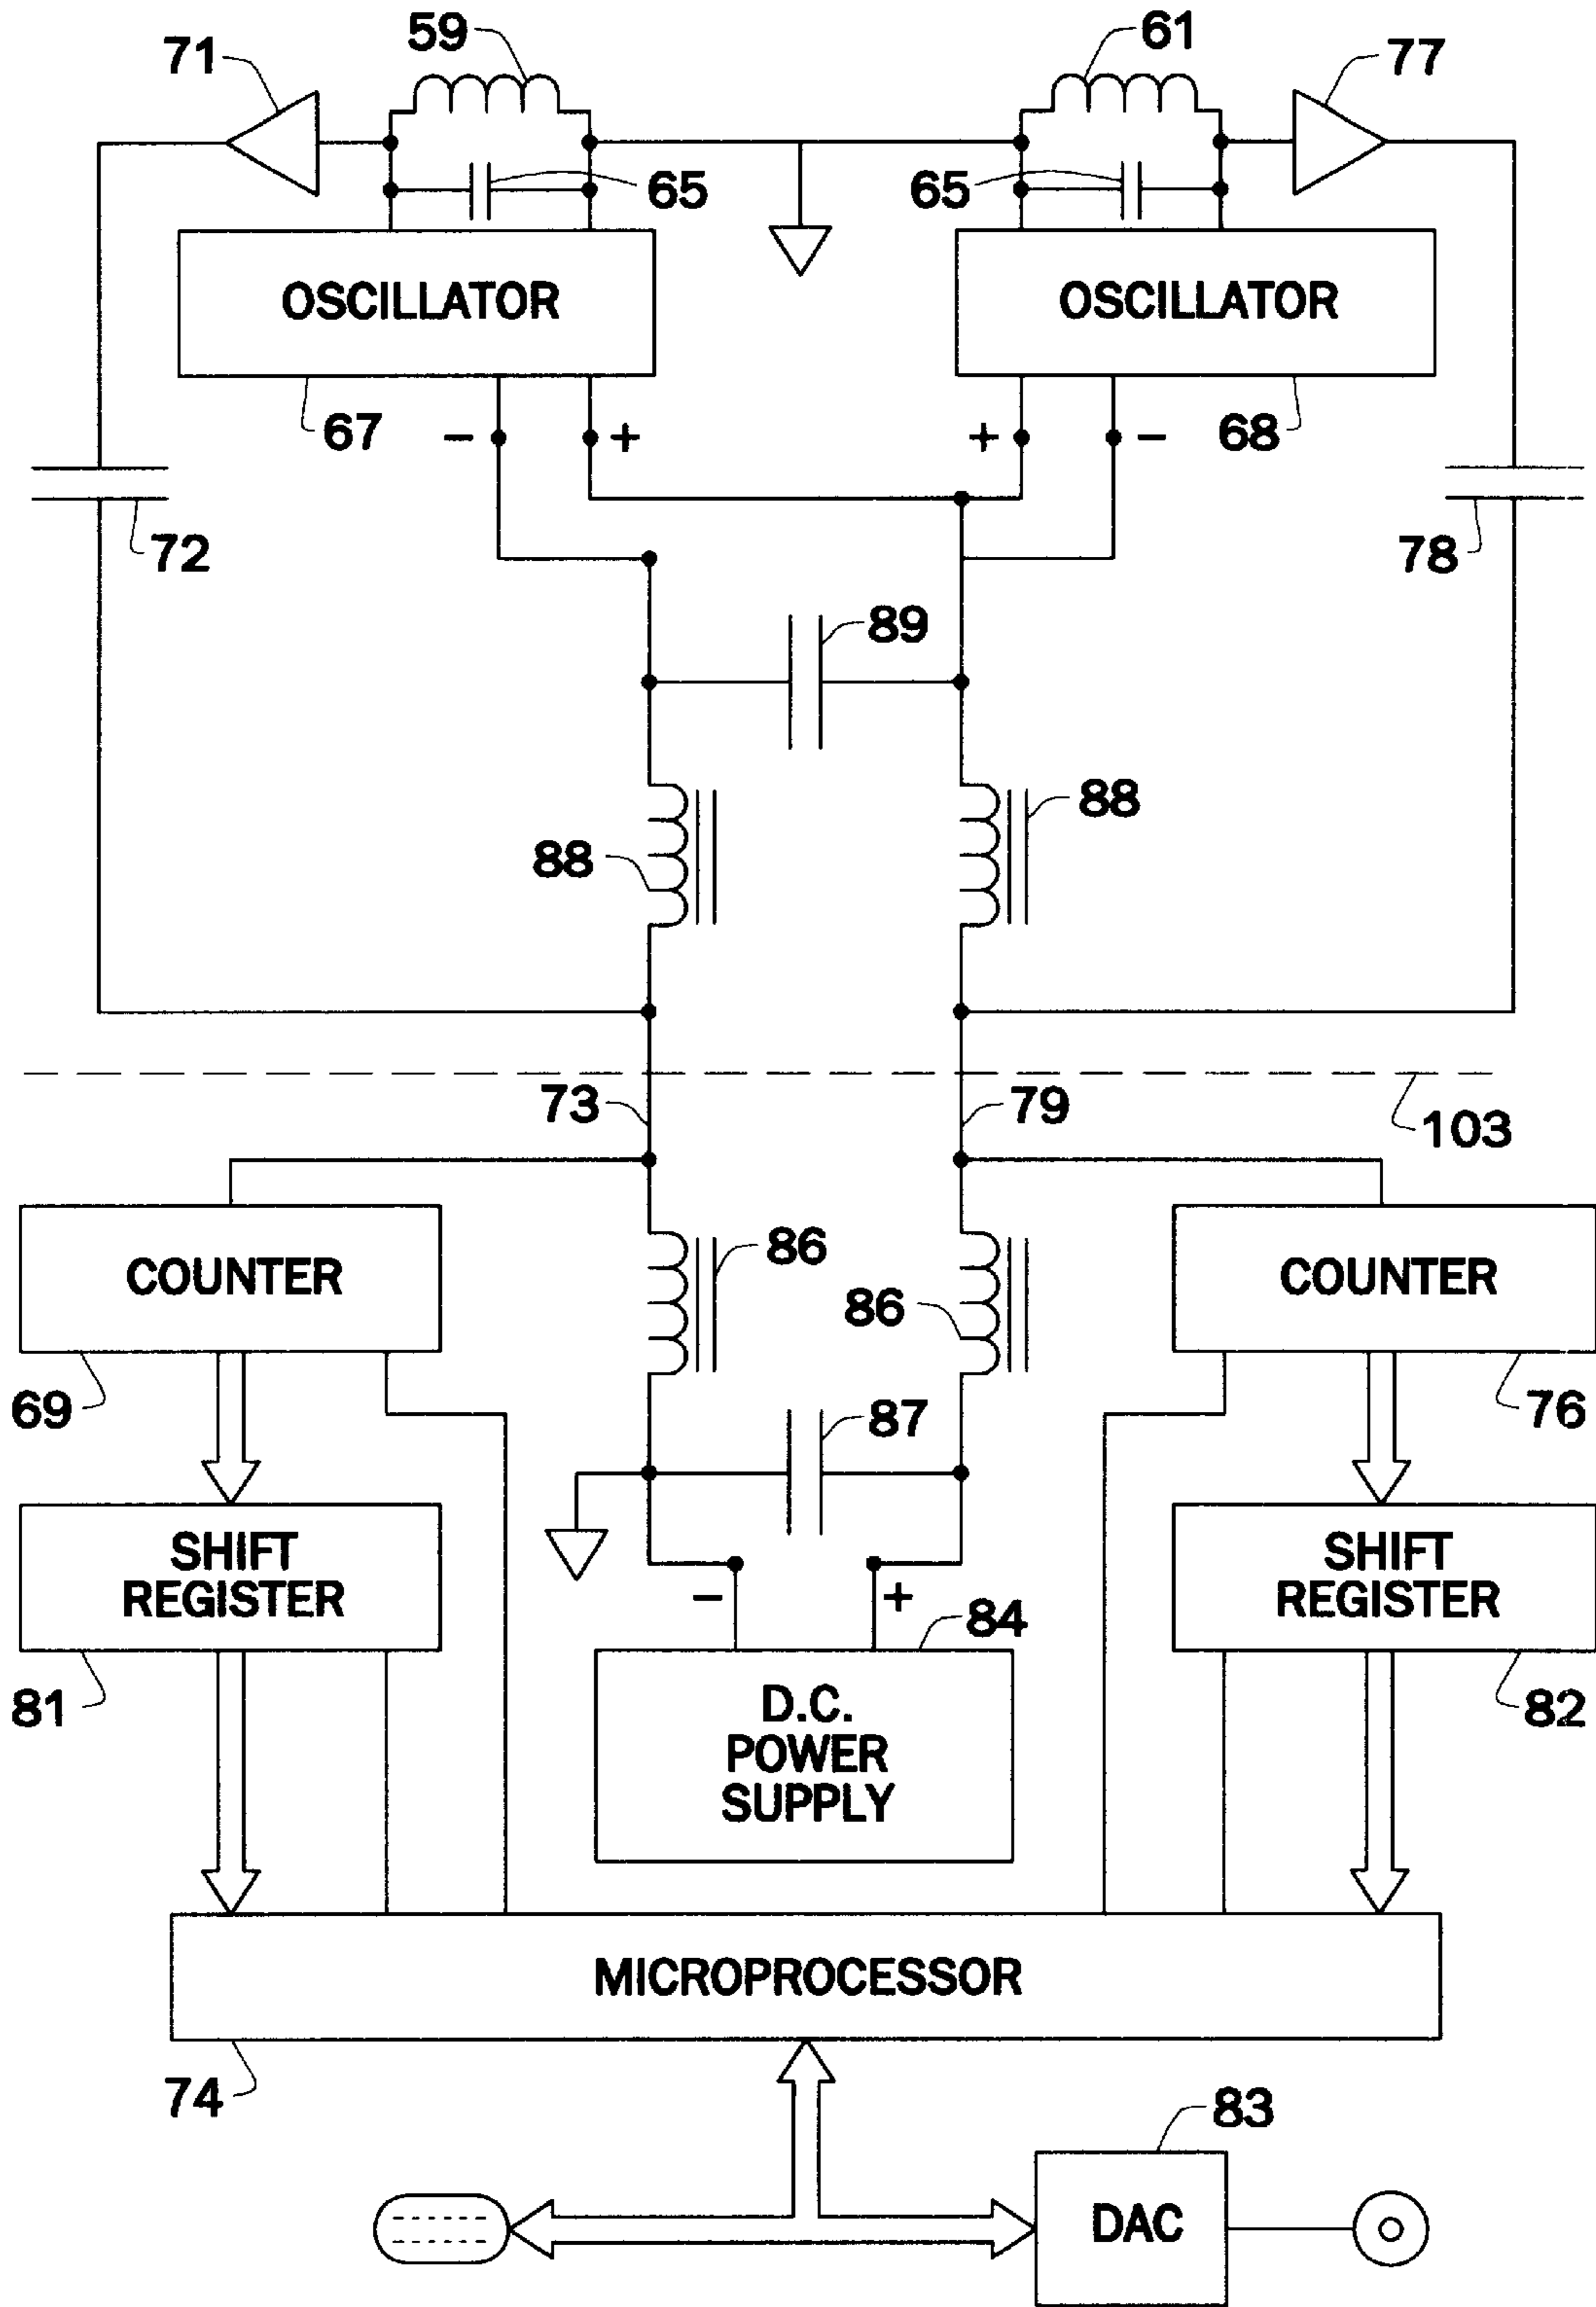 59
61
71
77
65
65
OSCILLATOR
OSCILLATOR
67
- +
+ -
68
72
78
89
88
88
73
79
103
COUNTER
86
86
COUNTER
69
87
76
SHIFT
REGISTER
SHIFT
REGISTER
- +
84
81
D.C.
POWER
SUPPLY
82
MICROPROCESSOR
74
83
DAC